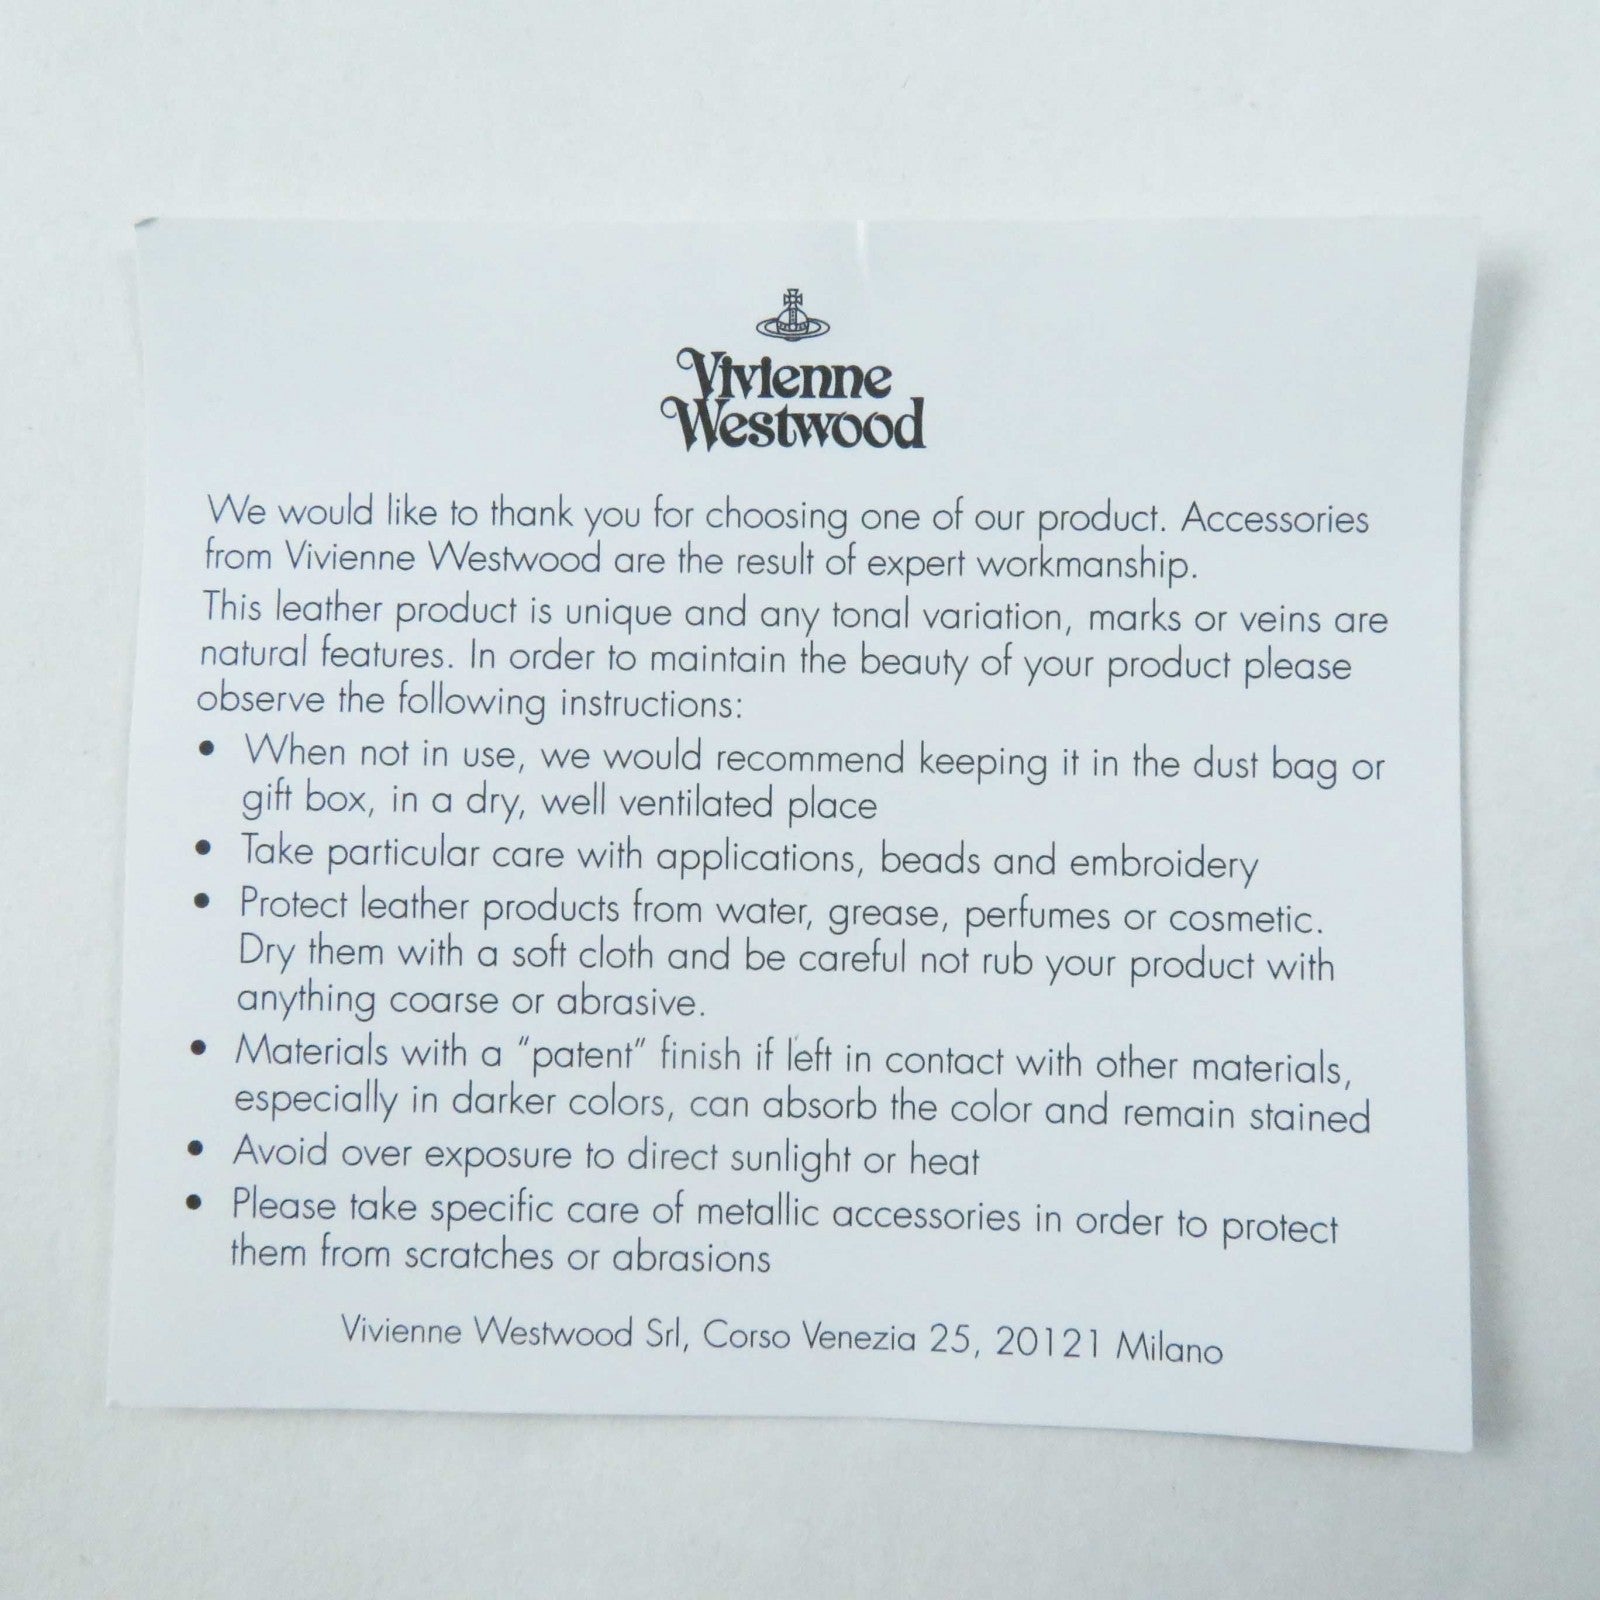 Vivienne
Westwood
We would like to thank you for choosing one of our product. Accessories
from Vivienne Westwood are the result of expert workmanship.
This leather product is unique and any tonal variation, marks or veins are
natural features. In order to maintain the beauty of your product please
observe the following instructions:
• When not in use, we would recommend keeping it in the dust bag or
gift box, in a dry, well ventilated place
• Take particular care with applications, beads and embroidery
• Protect leather products from water, grease, perfumes or cosmetic.
Dry them with a soft cloth and be careful not rub your product with
anything coarse or abrasive.
• Materials with a "patent" finish if left in contact with other materials,
especially in darker colors, can absorb the color and remain stained
• Avoid over exposure to direct sunlight or heat
• Please take specific care of metallic accessories in order to protect
them from scratches or abrasions
Vivienne Westwood Srl, Corso Venezia 25, 20121 Milano